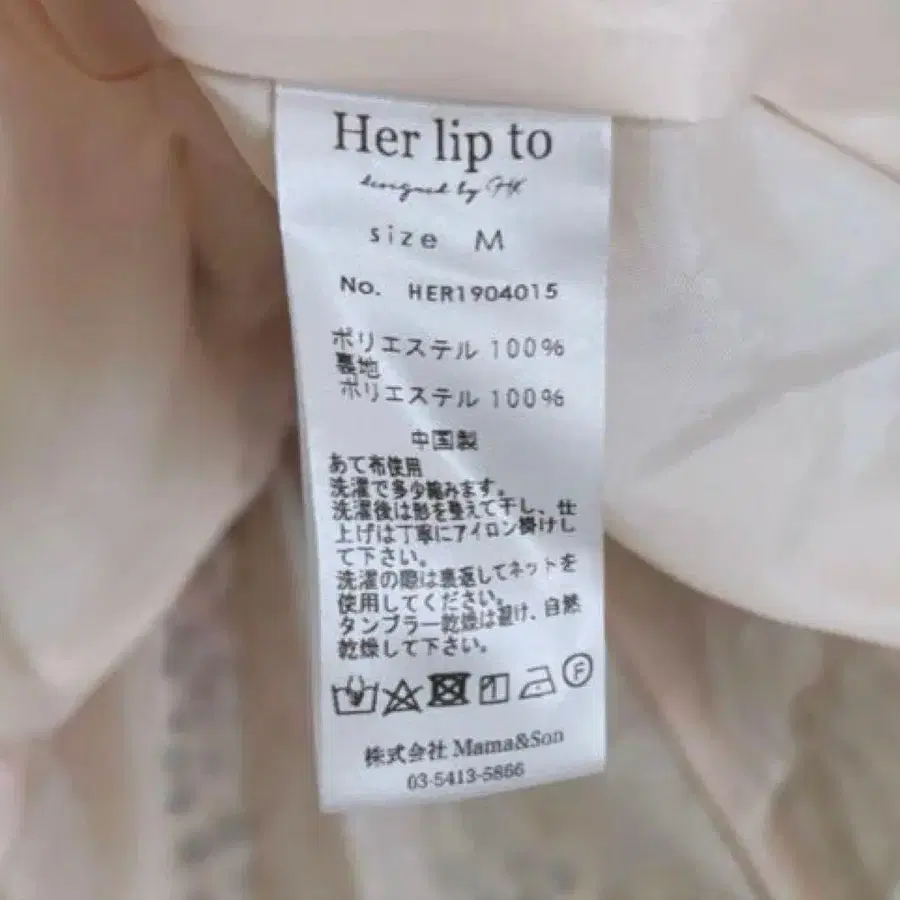 Her lip to
designed by HK
size M
No. HER1904015
ポリエステル 100%
裏地
ポリエステル 100%
中国製
あて布使用
洗濯で多少縮みます。
洗濯後は形を整えて干し、仕
上げは丁寧にアイロン掛けし
て下さい。
洗濯の際は裏返してネットを
使用してください。
タンブラー乾燥は避け、自然
乾燥して下さい。
F
株式会社 Mama&Son
03-5413-5866